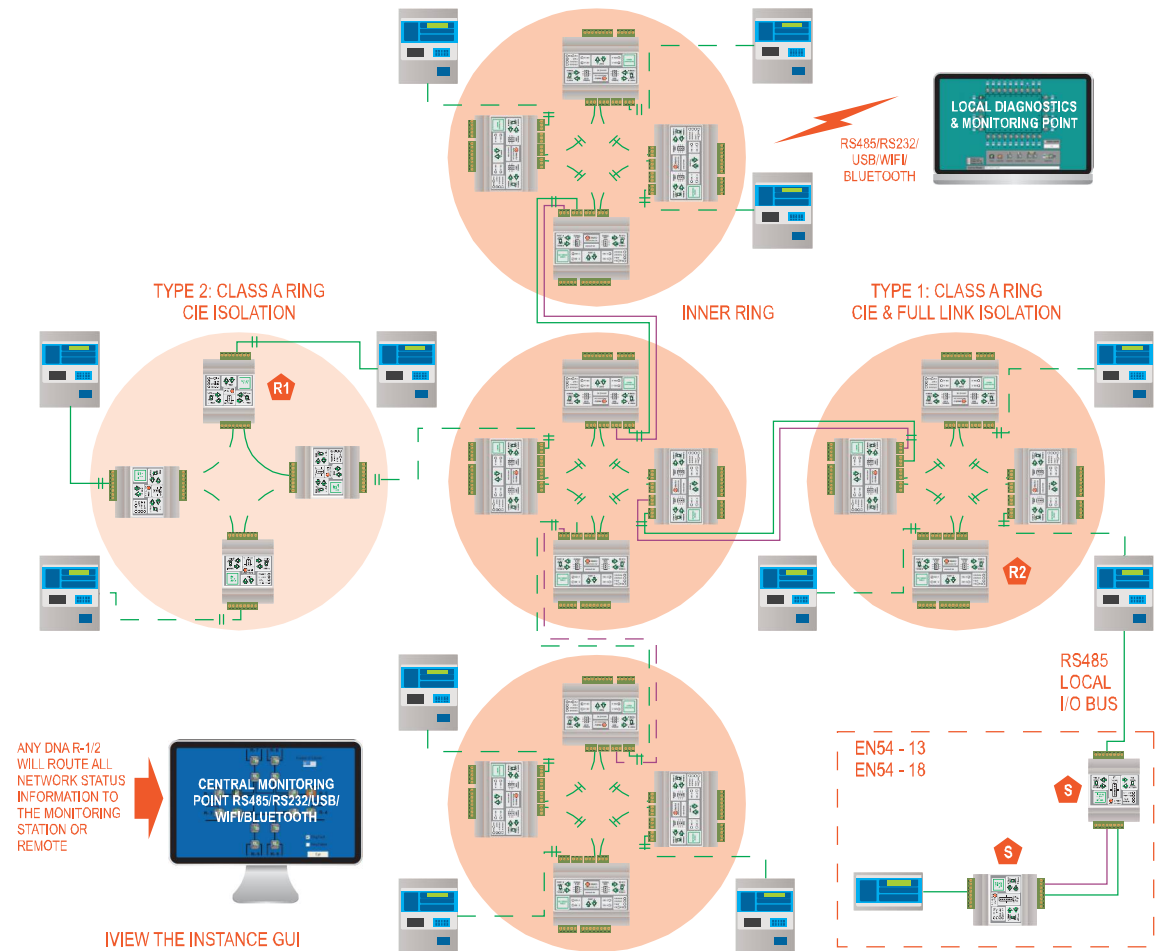 LOCAL DIAGNOSTICS
& MONITORING POINT
RS485/RS232/
USB/WIFI/
BLUETOOTH
TYPE 2: CLASS A RING
CIE ISOLATION
INNER RING
TYPE 1: CLASS A RING
CIE & FULL LINK ISOLATION
R1
R2
RS485
LOCAL
I/O BUS
ANY DNA R-1/2
WILL ROUTE ALL
NETWORK STATUS
INFORMATION TO
THE MONITORING
STATION OR
REMOTE
CENTRAL MONITORING
POINT RS485/RS232/USB/
WIFI/BLUETOOTH
EN54 - 13
EN54 - 18
S
S
IVIEW THE INSTANCE GUI